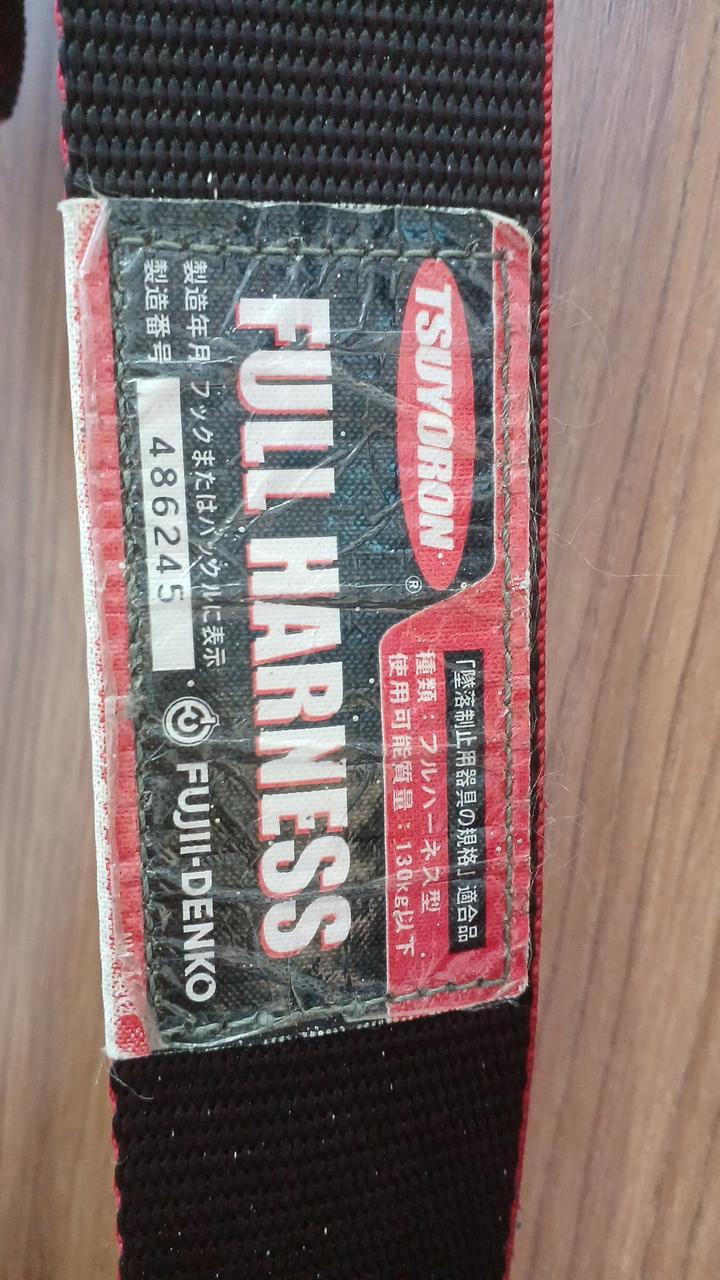 TSUYORON®
「墜落制止用器具の規格」適合品
種類：フルハーネス型
使用可能質量：130kg以下
FULL HARNESS
製造年月 フックまたはバックルに表示
製造番号 486245
FUJII-DENKO